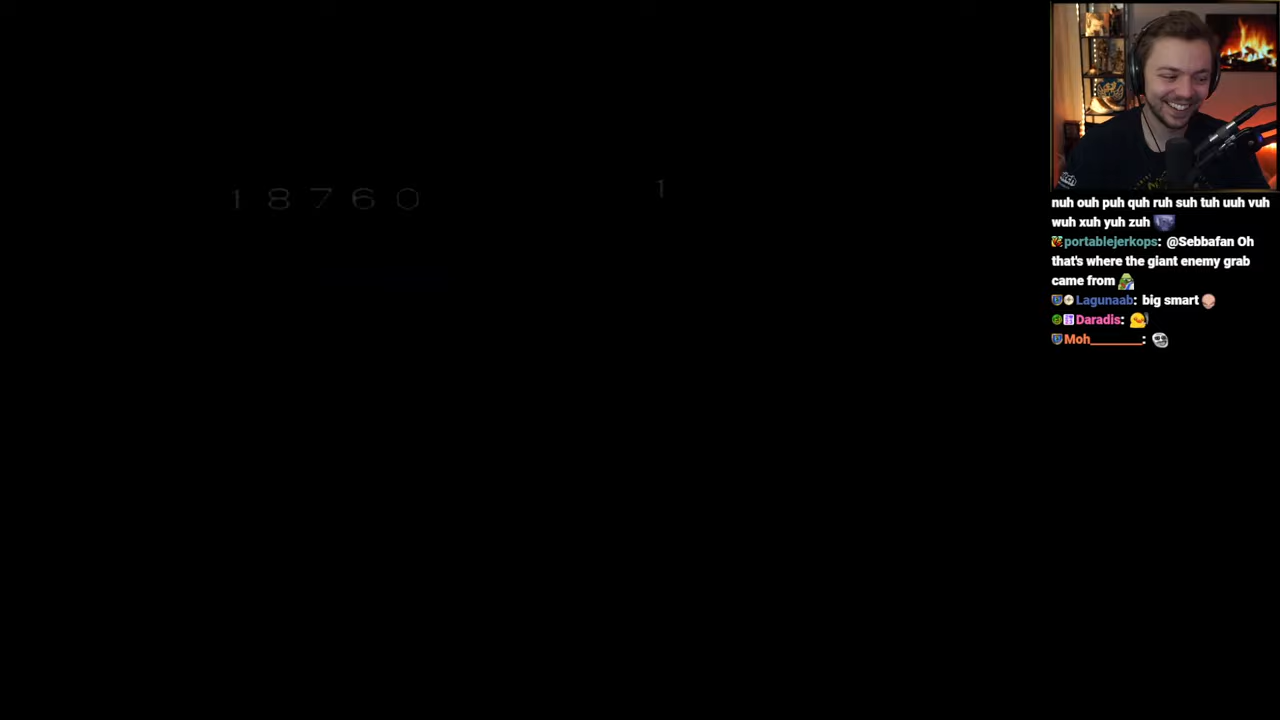 18760
1
nuh ouh puh quh ruh suh tuh uuh vuh
wuh xuh yuh zuh
portablejerkops: @Sebbafan Oh
that's where the giant enemy grab
came from
Lagunaab: big smart
Daradis:
Moh________: